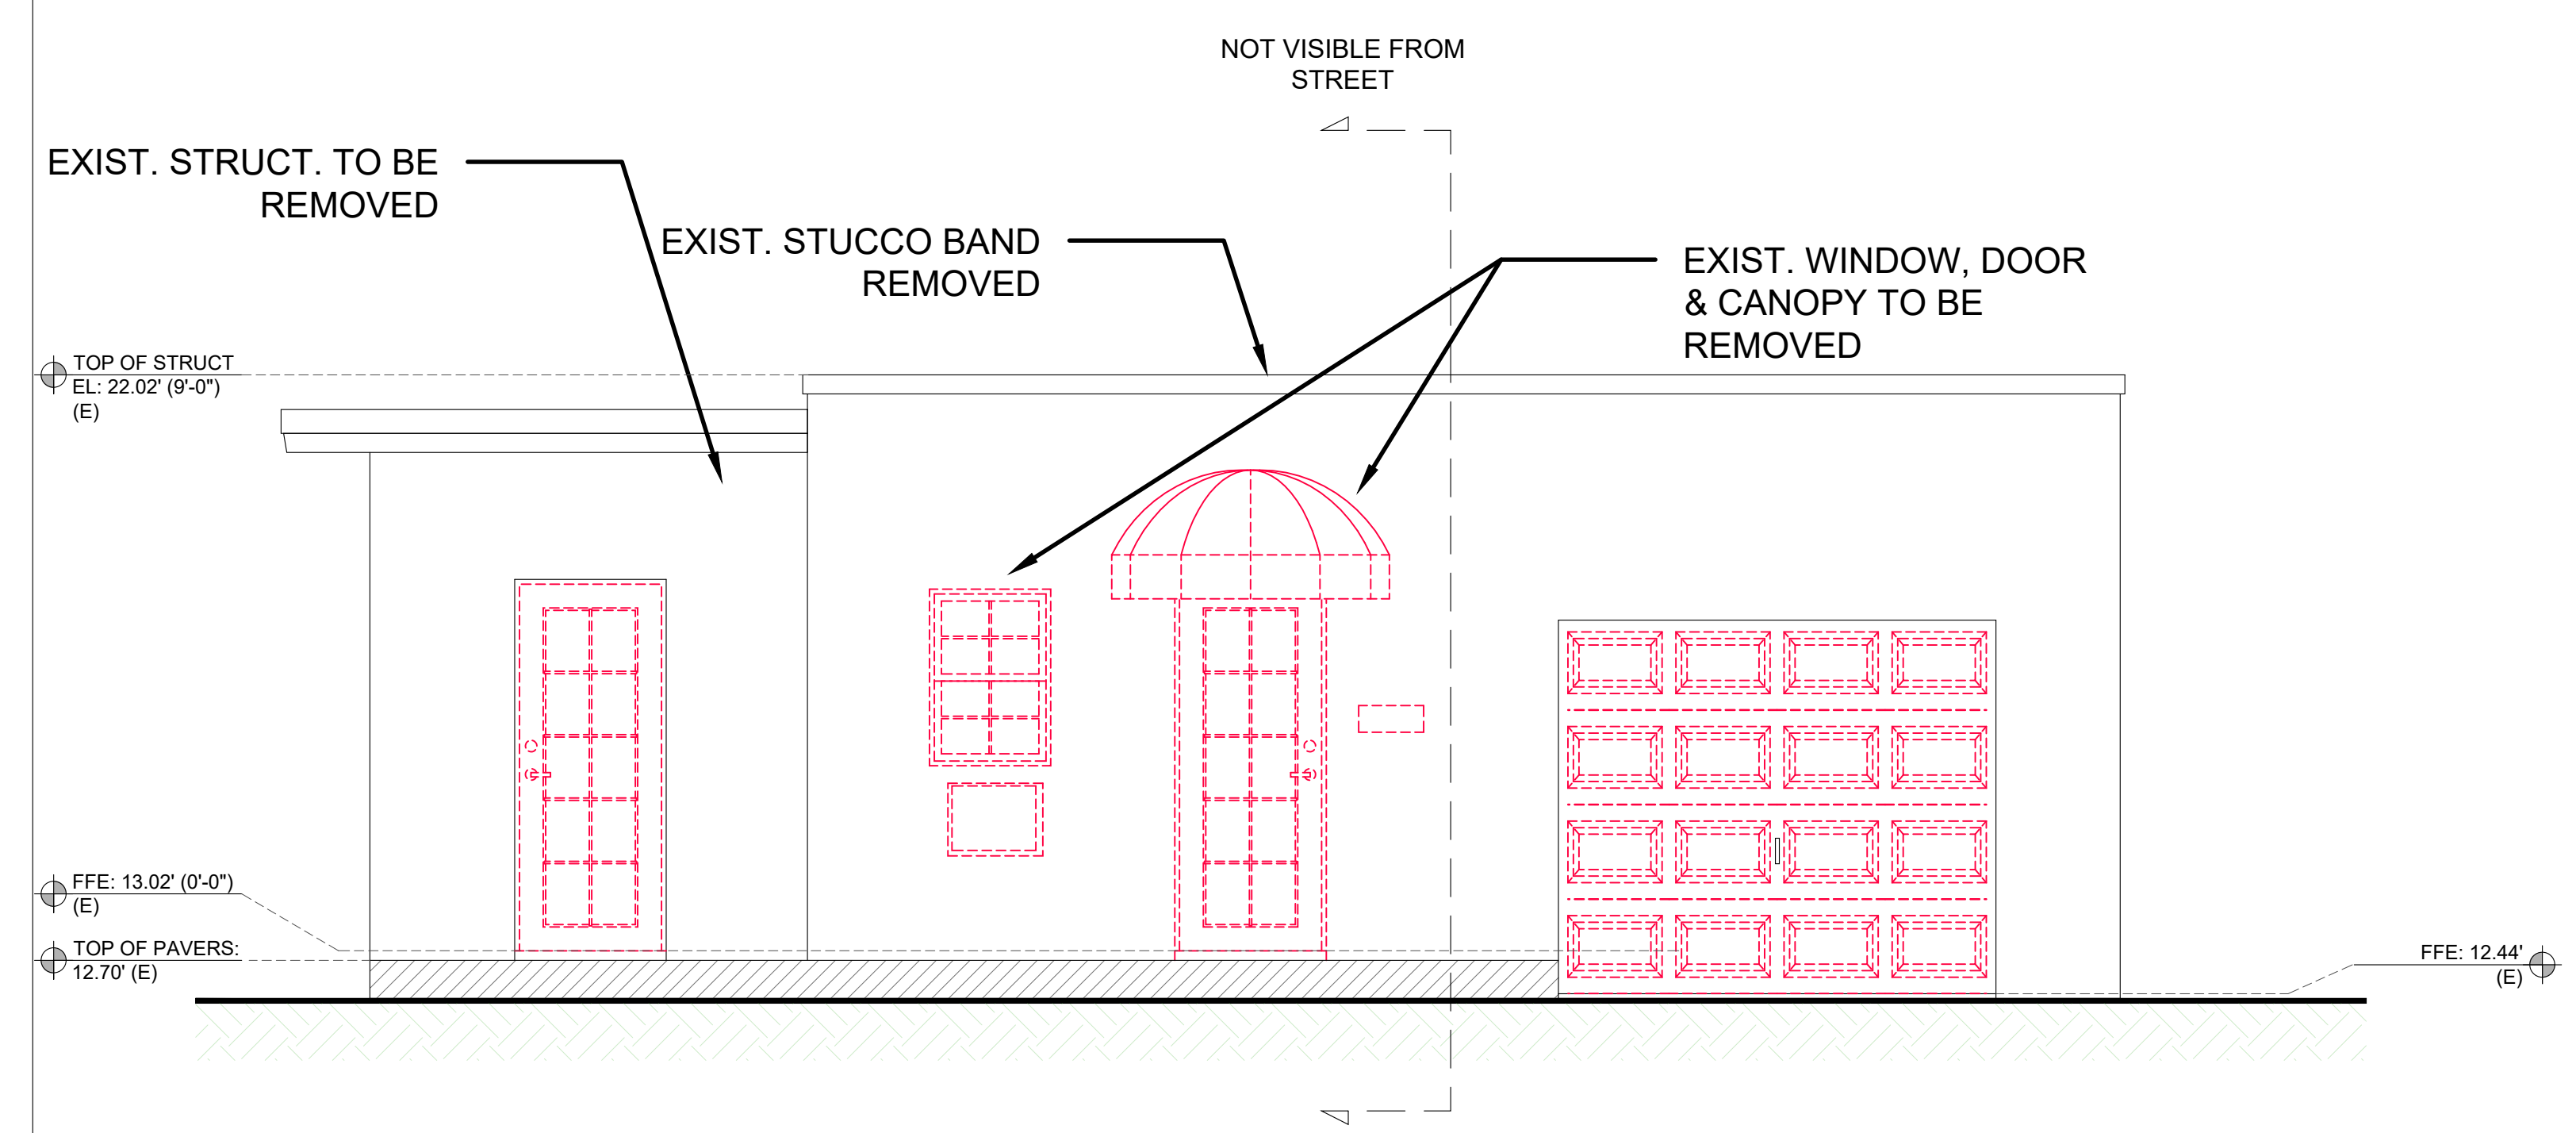 NOT VISIBLE FROM
STREET
EXIST. STRUCT. TO BE
REMOVED
EXIST. STUCCO BAND
REMOVED
EXIST. WINDOW, DOOR
& CANOPY TO BE
REMOVED
TOP OF STRUCT
EL: 22.02' (9'-0")
(E)
FFE: 13.02' (0'-0")
(E)
TOP OF PAVERS:
12.70' (E)
FFE: 12.44'
(E)